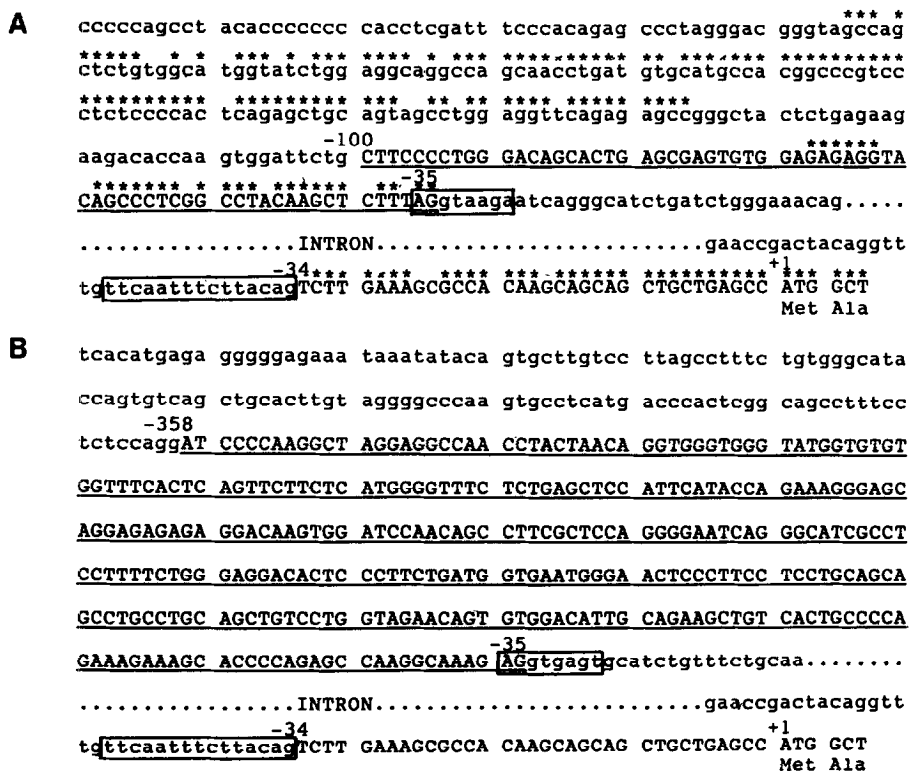 A
*** *
cccccagcct acaccccccc cacctcgatt ttcccacagag ccctagggac gggtagccag
***** * * ********* *** ****** * *** *** *** ********
ctctgtggca tggtatctgg aggcaggcca gcaacctgat gtgcatgcca cggcccgtcc
********** ********* *** ** ** **** ***** ****
ctctccccac tcagagctgc agtagcctgg aggttcagag agccgggcta ctctgagaag
-100 ******
aagacaccaa gtggattctg CTTCCCCTGG GACAGCACTG AGCGAGTGTG GAGAGAGGTA
******** * *** ****** ** ** -35
CAGCCCTCGG CCTACAAGCT CTTTAGgtaagaatcagggcatctgatctgggaaacag.....
..................INTRON...........................gaaccgactacaggtt
-34 *** **** **** *** ****** ******* +1 *** ***
tgttcaatttcttacagTCTT GAAAGCGCCA CAAGCAGCAG CTGCTGAGCC ATG GCT
Met Ala
B
tcacatgaga gggggagaaa taaatataca gtgcttgtcc ttagcctttc tgtgggcata
ccagtgtcag ctgcacttgt aggggcccaa gtgcctcatg acccactcgg cagcctttcc
-358
tctccaggAT CCCCAAGGCT AGGAGGCCAA CCTACTAACA GGTGGGTGGG TATGGTGTGT
GGTTTCACTC AGTTCTTCTC ATGGGGTTTC TCTGAGCTCC ATTCATACCA GAAAGGGAGC
AGGAGAGAGA GGACAAGTGG ATCCAACAGC CTTCGCTCCA GGGGAATCAG GGCATCGCCT
CCTTTTCTGG GAGGACACTC CCTTCTGATG GTGAATGGGA ACTCCCTTCC TCCTGCAGCA
GCCTGCCTGC AGCTGTCCTG GTAGAACAGT GTGGACATTG CAGAAGCTGT CACTGCCCCA
-35
GAAAGAAAGC ACCCCAGAGC CAAGGCAAAG AGgtgagtgcatctgtttctgcaa........
..................INTRON...........................gaaccgactacaggtt
-34 +1
tgttcaatttcttacagTCTT GAAAGCGCCA CAAGCAGCAG CTGCTGAGCC ATG GCT
Met Ala